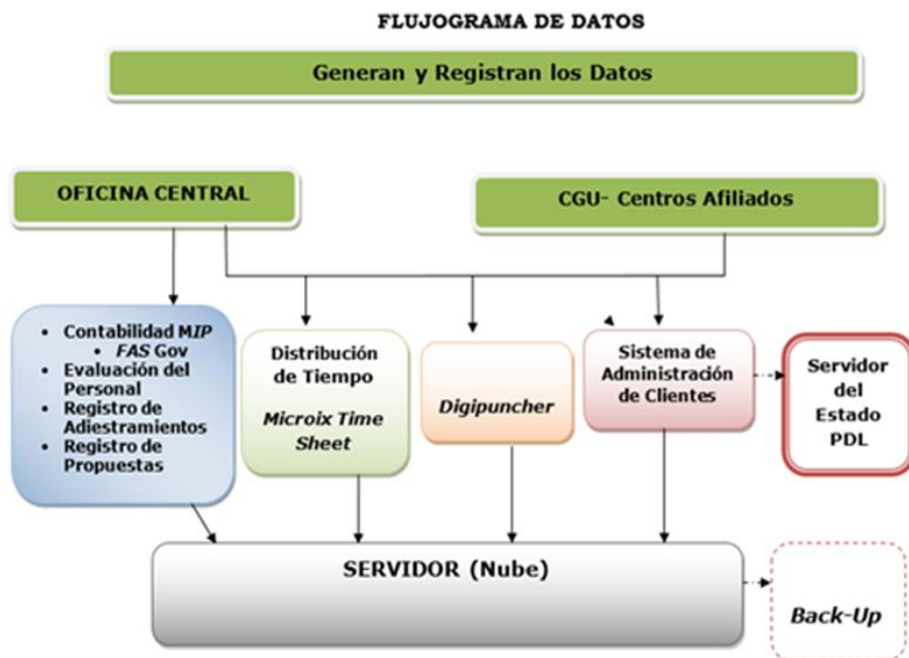 FLUJOGRAMA DE DATOS
Generan y Registran los Datos
OFICINA CENTRAL
CGU- Centros Afiliados
• Contabilidad MIP
• FAS Gov
• Evaluación del
Personal
• Registro de
Adiestramientos
• Registro de
Propuestas
Distribución
de Tiempo
Microix Time
Sheet
Digipuncher
Sistema de
Administración
de Clientes
Servidor
del
Estado
PDL
SERVIDOR (Nube)
Back-Up